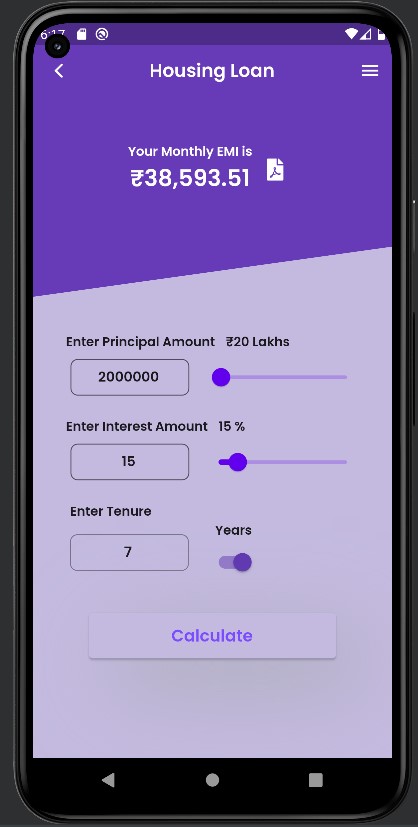 6:17
Housing Loan
Your Monthly EMI is
₹38,593.51
Enter Principal Amount ₹20 Lakhs
2000000
Enter Interest Amount 15 %
15
Enter Tenure
Years
7
Calculate